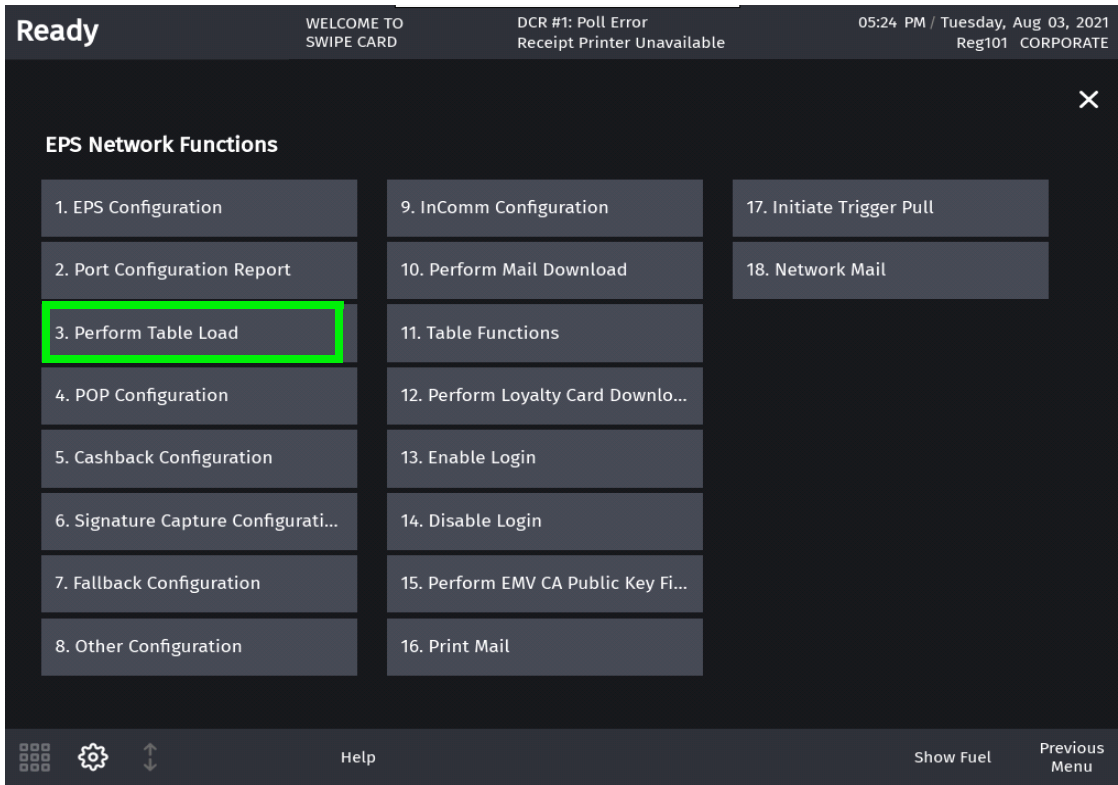 Ready
WELCOME TO
SWIPE CARD
DCR #1: Poll Error
Receipt Printer Unavailable
05:24 PM / Tuesday, Aug 03, 2021
Reg101 CORPORATE
EPS Network Functions
1. EPS Configuration
2. Port Configuration Report
3. Perform Table Load
4. POP Configuration
5. Cashback Configuration
6. Signature Capture Configurati...
7. Fallback Configuration
8. Other Configuration
9. InComm Configuration
10. Perform Mail Download
11. Table Functions
12. Perform Loyalty Card Downlo...
13. Enable Login
14. Disable Login
15. Perform EMV CA Public Key Fi...
16. Print Mail
17. Initiate Trigger Pull
18. Network Mail
Help
Show Fuel
Previous
Menu